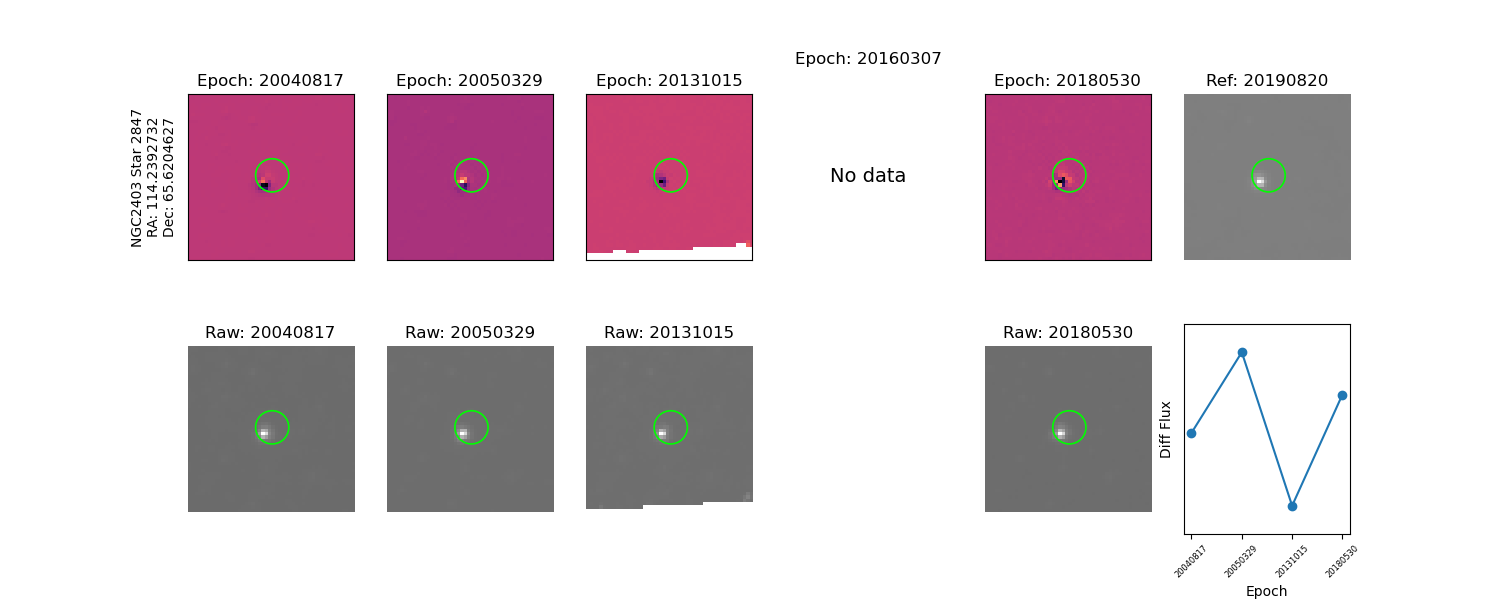 Epoch: 20040817
Epoch: 20050329
Epoch: 20131015
Epoch: 20160307
Epoch: 20180530
Ref: 20190820
NGC2403 Star 2847
RA: 114.2392732
Dec: 65.6204627
No data
Raw: 20040817
Raw: 20050329
Raw: 20131015
Raw: 20180530
Diff Flux
20040817
20050329
20131015
20180530
Epoch